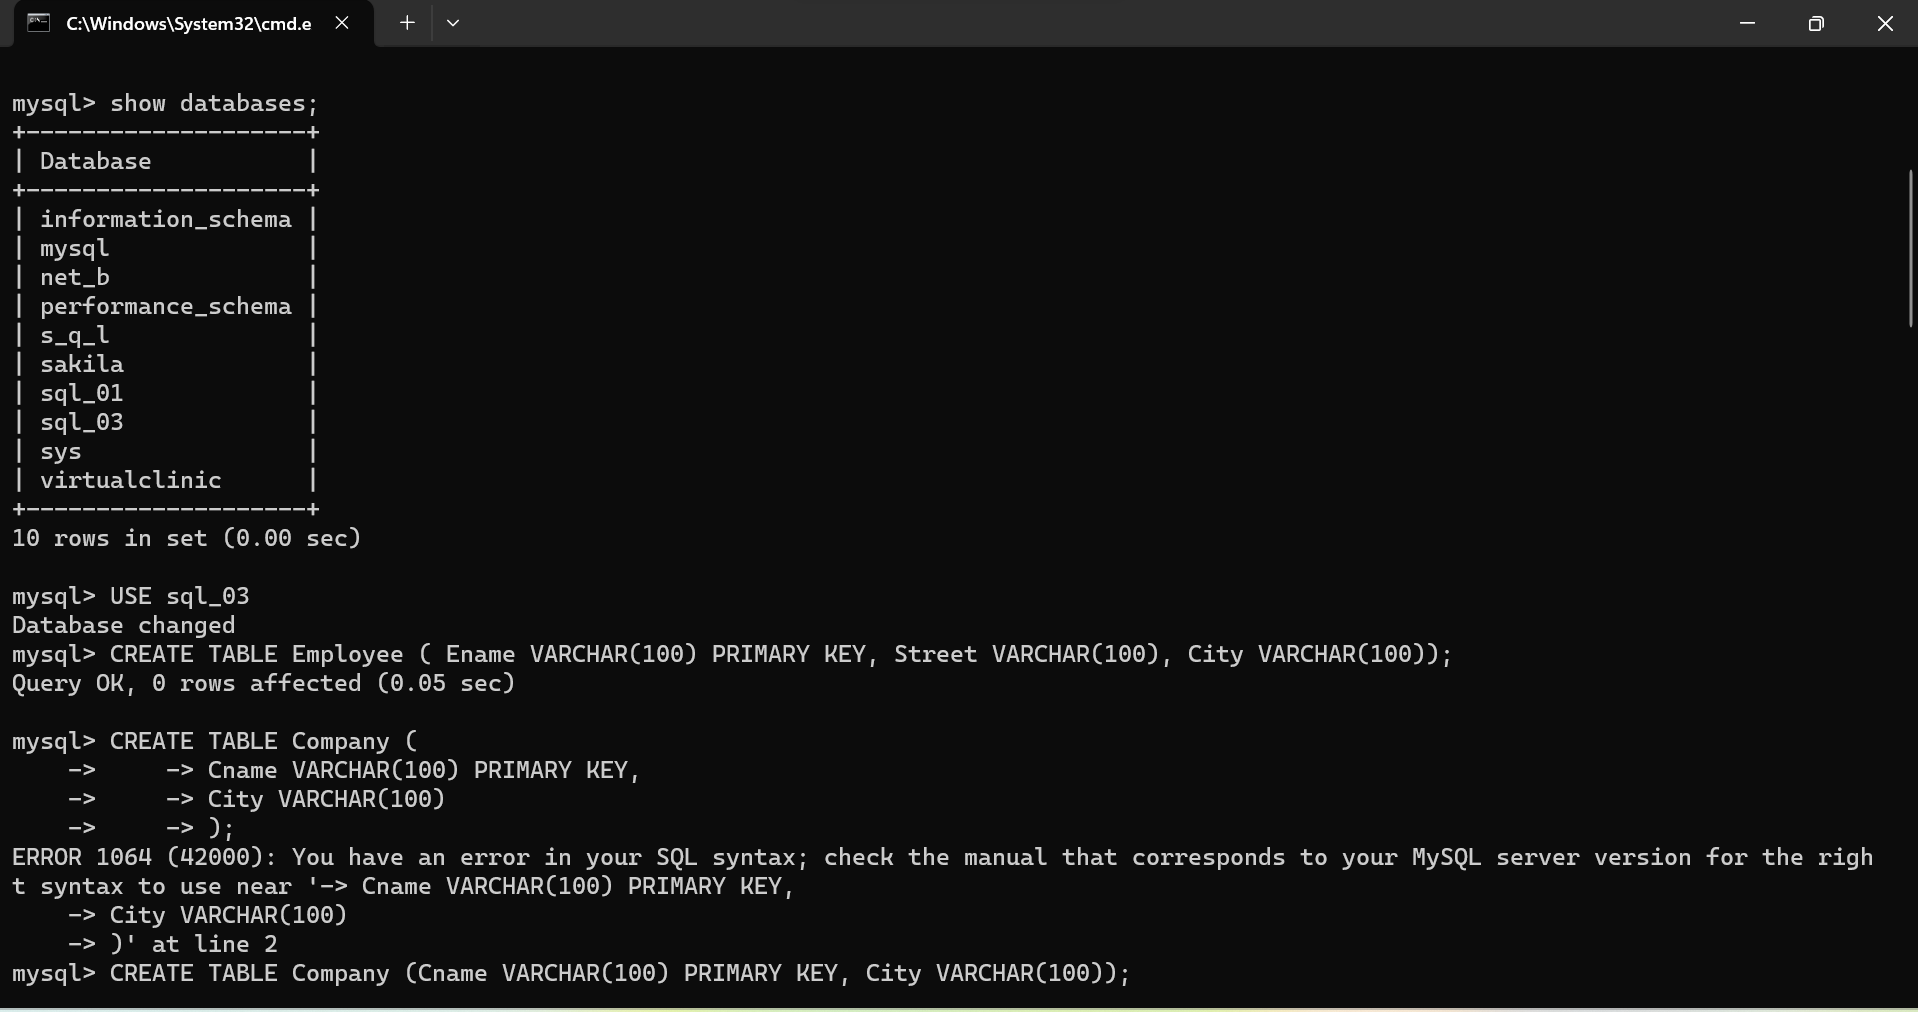 C:\Windows\System32\cmd.e
mysql> show databases;
+--------------------+
| Database           |
+--------------------+
| information_schema |
| mysql              |
| net_b              |
| performance_schema |
| s_q_l              |
| sakila             |
| sql_01             |
| sql_03             |
| sys                |
| virtualclinic      |
+--------------------+
10 rows in set (0.00 sec)
mysql> USE sql_03
Database changed
mysql> CREATE TABLE Employee ( Ename VARCHAR(100) PRIMARY KEY, Street VARCHAR(100), City VARCHAR(100));
Query OK, 0 rows affected (0.05 sec)
mysql> CREATE TABLE Company (
    ->     -> Cname VARCHAR(100) PRIMARY KEY,
    ->     -> City VARCHAR(100)
    ->     -> );
ERROR 1064 (42000): You have an error in your SQL syntax; check the manual that corresponds to your MySQL server version for the righ
t syntax to use near '-> Cname VARCHAR(100) PRIMARY KEY,
    -> City VARCHAR(100)
    -> )' at line 2
mysql> CREATE TABLE Company (Cname VARCHAR(100) PRIMARY KEY, City VARCHAR(100));